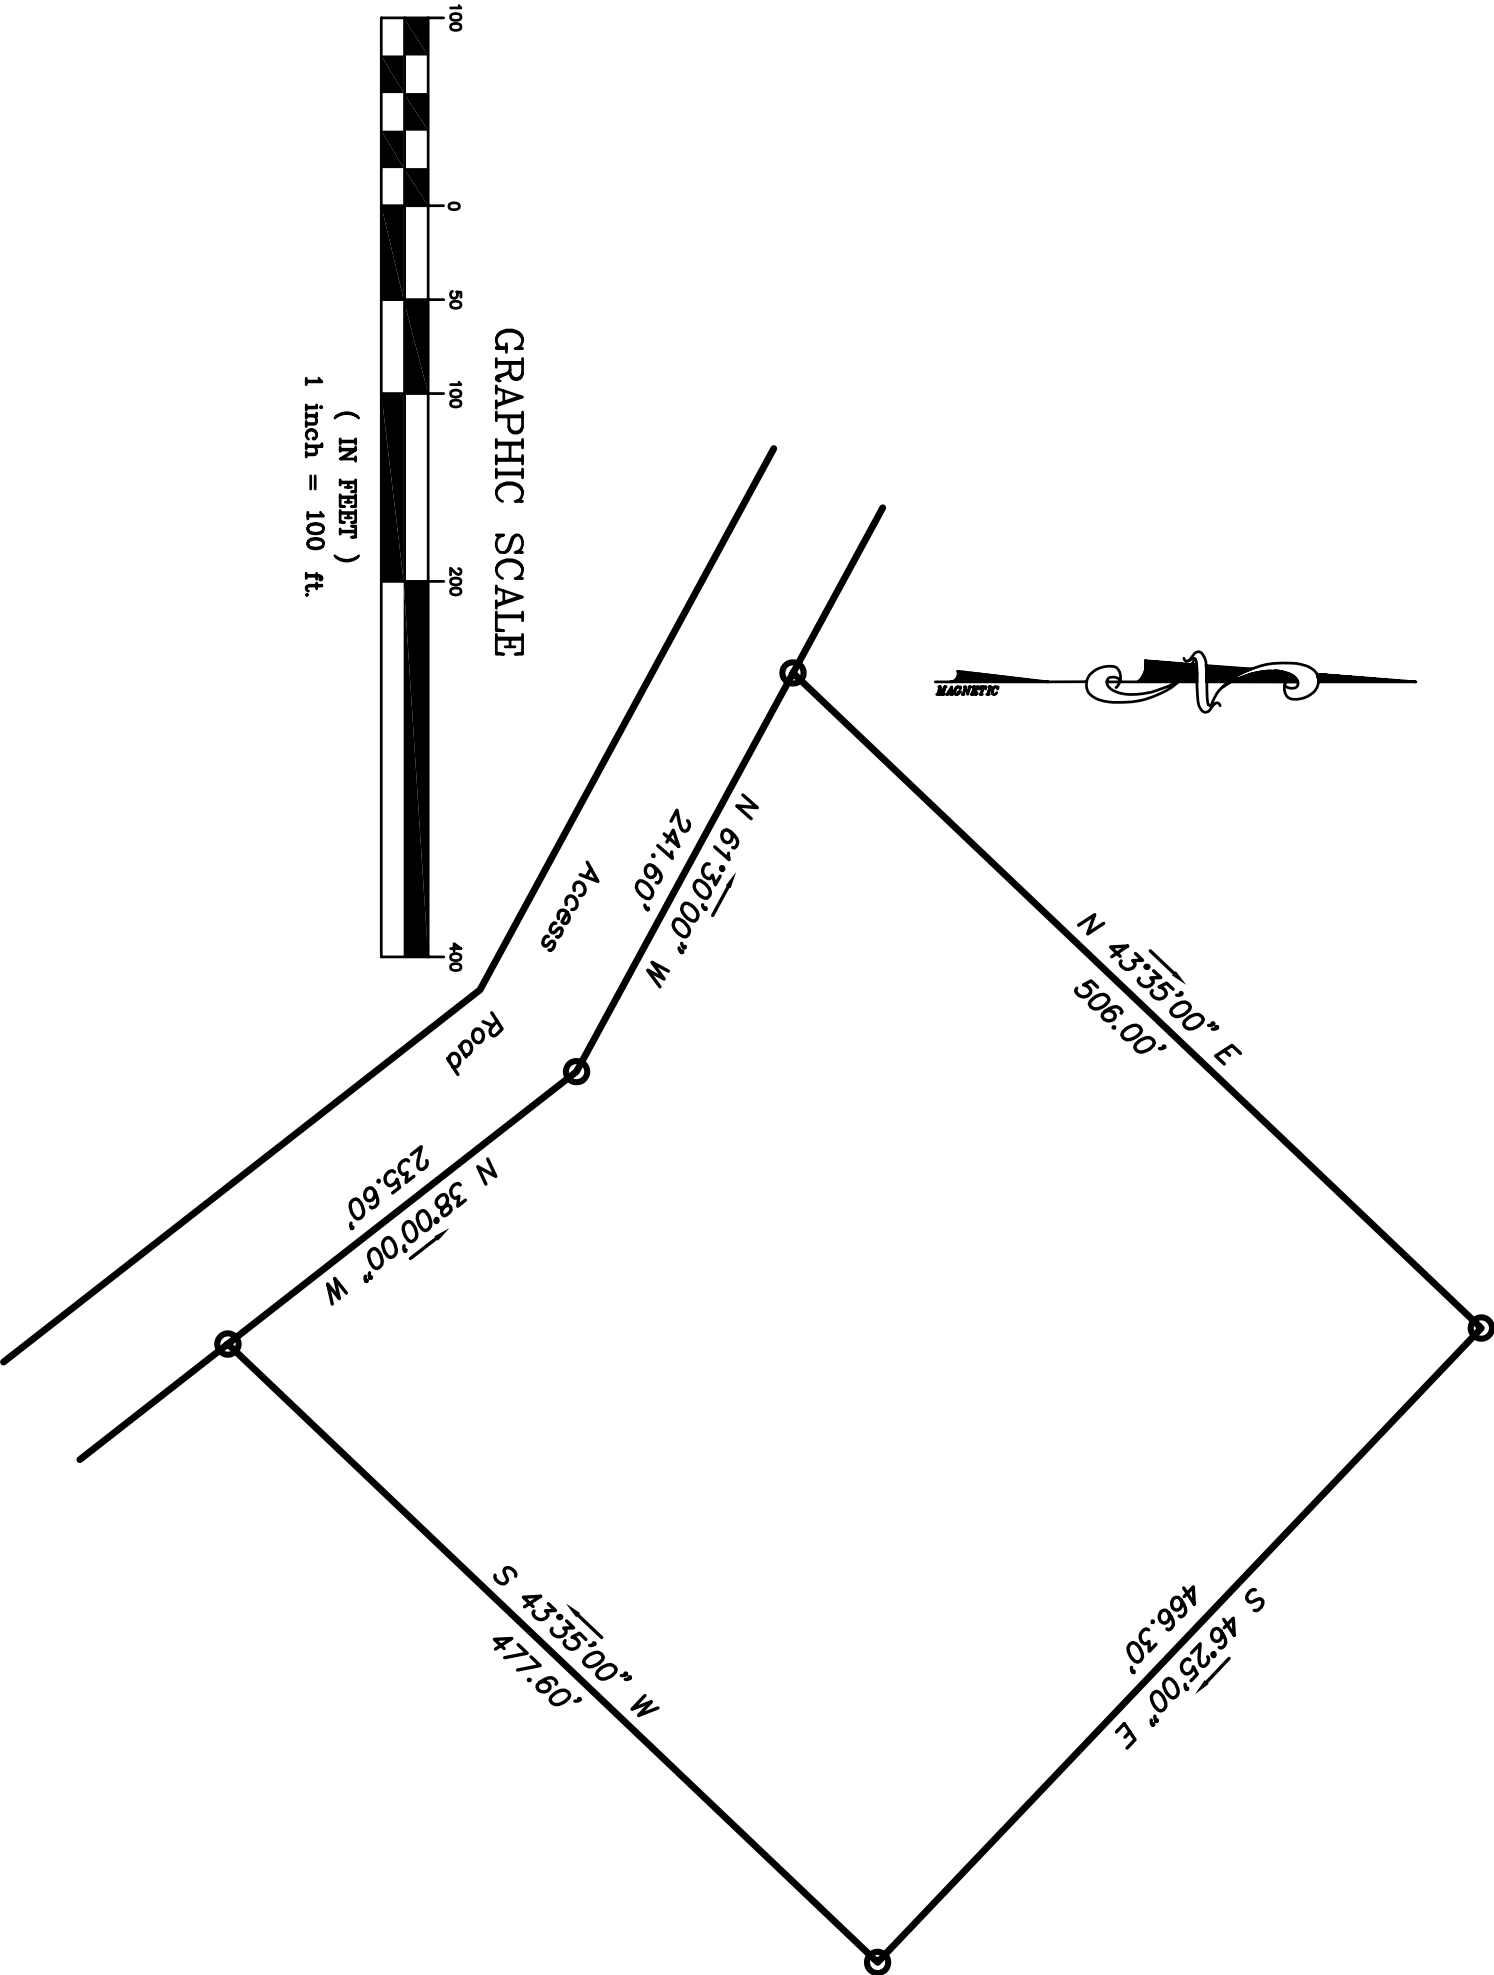 MAGNETIC
N 43°35'00" E
506.00'
S 46°25'00" E
466.30'
N 61°30'00" W
241.60'
Access
Road
N 38°00'00" W
235.60'
S 43°35'00" W
477.60'
GRAPHIC SCALE
100 0 50 100 200 400
( IN FEET )
1 inch = 100 ft.